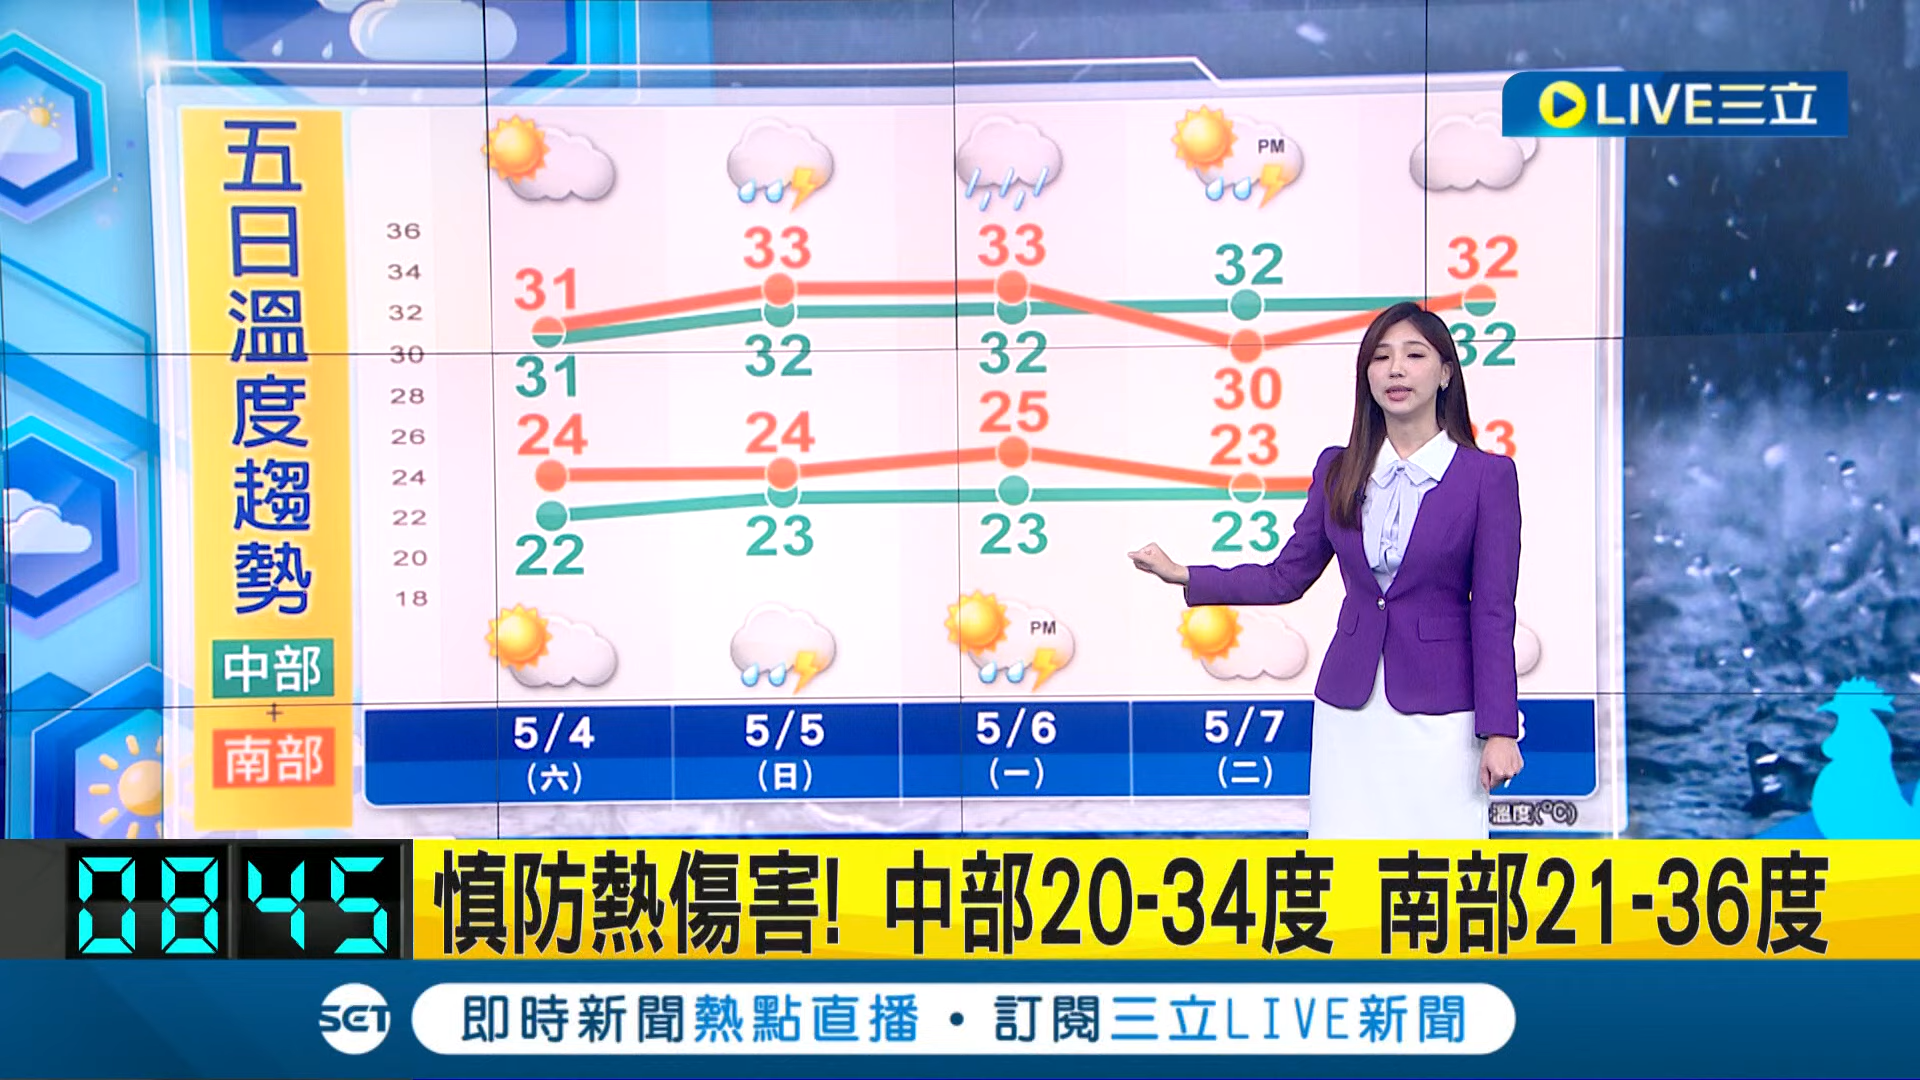 LIVE三立
五日溫度趨勢
中部
+
南部
36
34
32
30
28
26
24
22
20
18
PM
31 33 33 32 32
31 32 32 30 32
24 24 25 23
22 23 23 23
PM
5/4 5/5 5/6 5/7
(六) (日) (一) (二)
溫度(°C)
0845
慎防熱傷害! 中部20-34度 南部21-36度
SET
即時新聞熱點直播・訂閱三立LIVE新聞